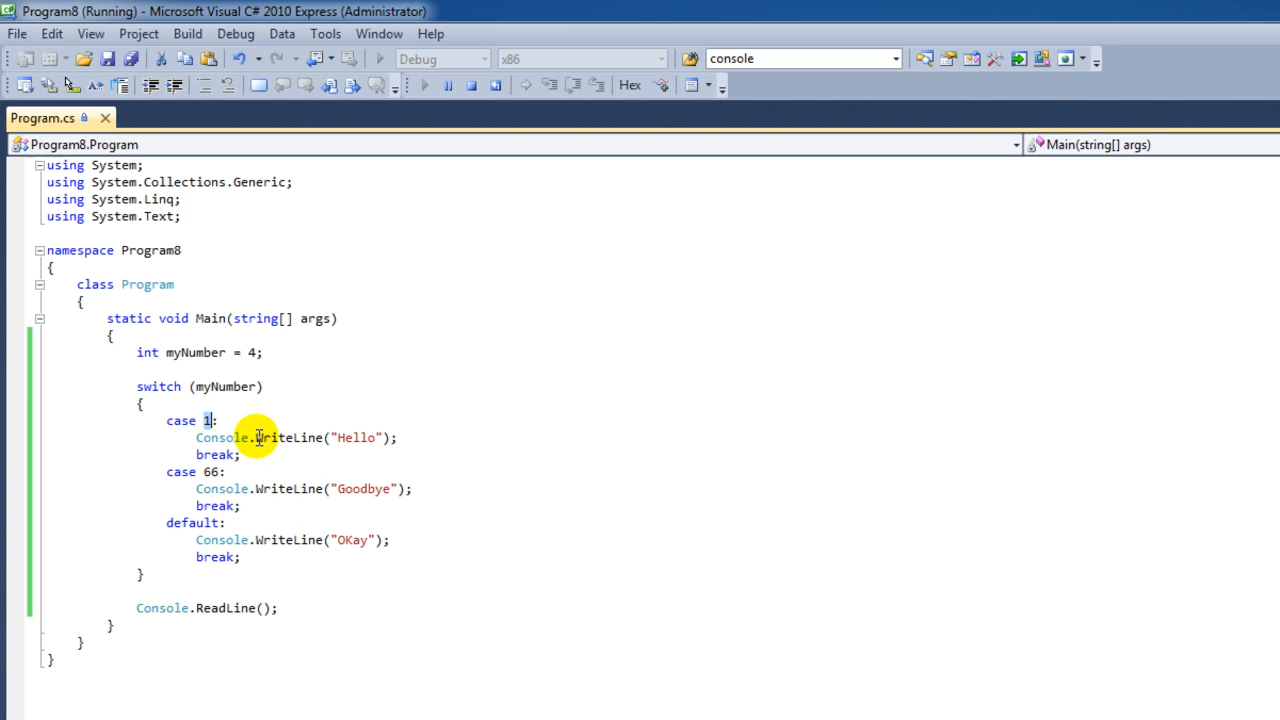 Program8 (Running) - Microsoft Visual C# 2010 Express (Administrator)
File Edit View Project Build Debug Data Tools Window Help
Debug x86 console
Hex
Program.cs
Program8.Program Main(string[] args)
using System;
using System.Collections.Generic;
using System.Linq;
using System.Text;
namespace Program8
{
class Program
{
static void Main(string[] args)
{
int myNumber = 4;
switch (myNumber)
{
case 1:
Console.WriteLine("Hello");
break;
case 66:
Console.WriteLine("Goodbye");
break;
default:
Console.WriteLine("OKay");
break;
}
Console.ReadLine();
}
}
}